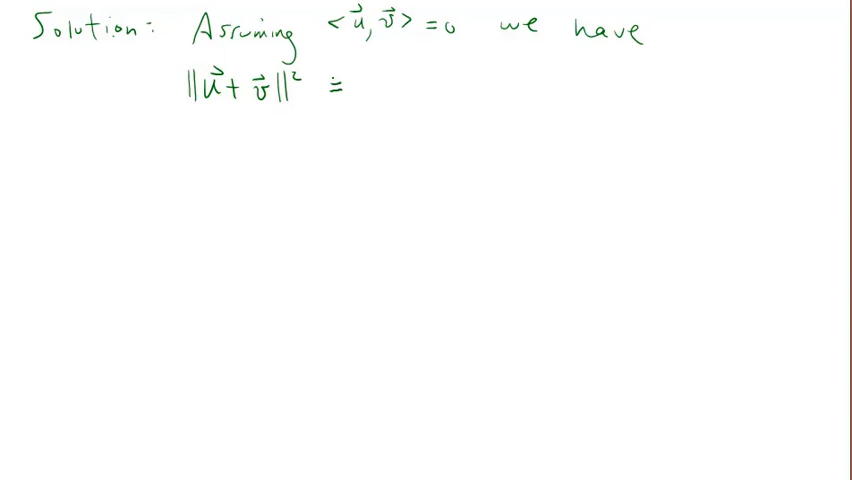 Solution: Assuming <u⃗, v⃗> = 0 we have
||u⃗ + v⃗||² ≐